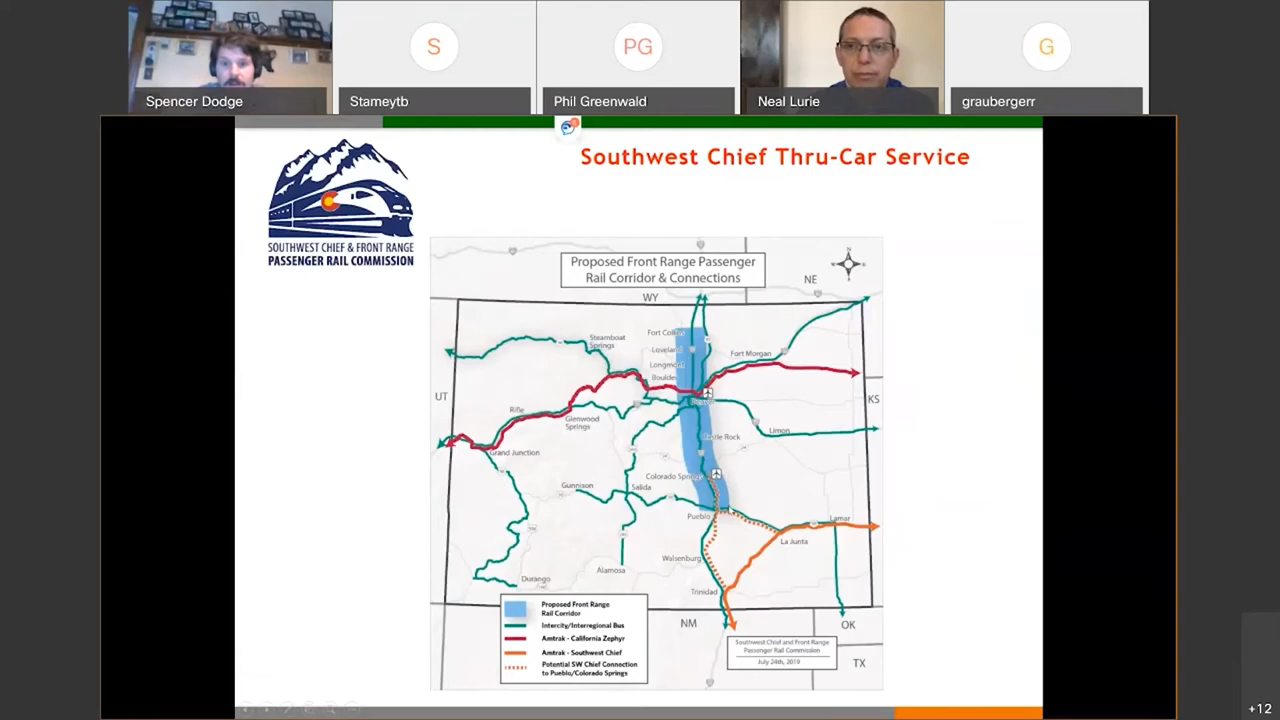 Spencer Dodge
S
Stameytb
PG
Phil Greenwald
Neal Lurie
G
grauberger
Southwest Chief Thru-Car Service
SOUTHWEST CHIEF & FRONT RANGE
PASSENGER RAIL COMMISSION
Proposed Front Range Passenger
Rail Corridor & Connections
N
WY
NE
Steamboat
Springs
Fort Collins
Loveland
Longmont
Boulder
Fort Morgan
UT
KS
Rifle
Glenwood
Springs
Denver
Limon
Castle Rock
Grand Junction
Colorado Springs
Gunnison
Salida
Pueblo
Lamar
La Junta
Walsenburg
Alamosa
Durango
Trinidad
NM
OK
TX
Proposed Front Range
Rail Corridor
Intercity/Interregional Bus
Amtrak - California Zephyr
Amtrak - Southwest Chief
Potential SW Chief Connection
to Pueblo/Colorado Springs
Southwest Chief and Front Range
Passenger Rail Commission
July 24th, 2019
+12